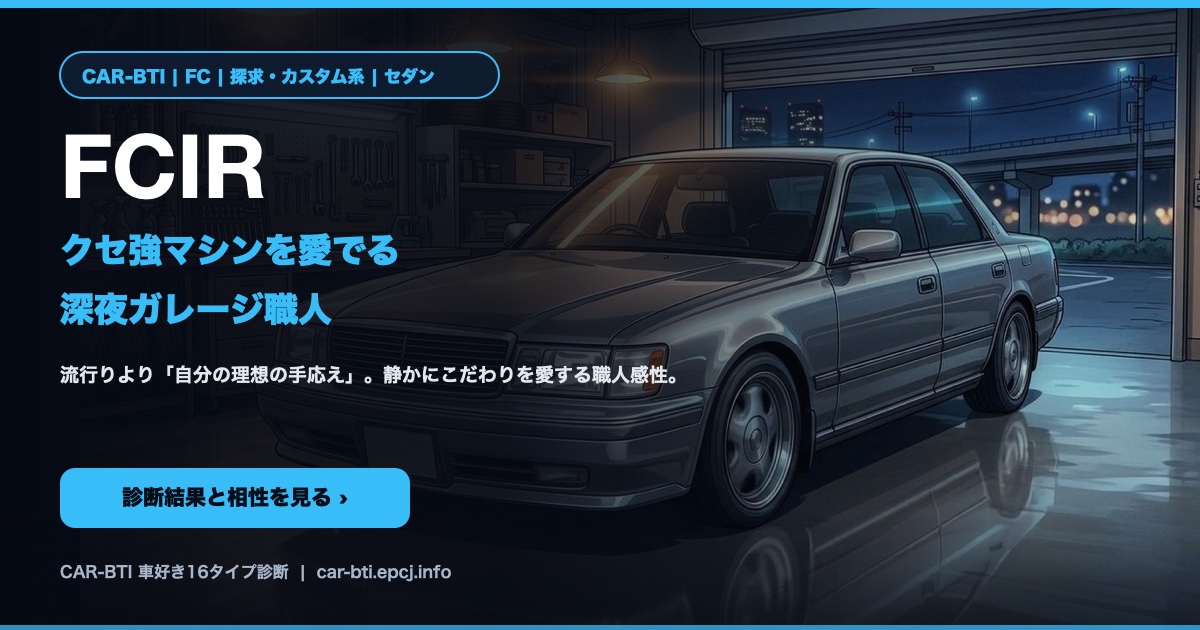 CAR-BTI | FC | 探求・カスタム系 | セダン
FCIR
クセ強マシンを愛でる
深夜ガレージ職人
流行りより「自分の理想の手応え」。静かにこだわりを愛する職人感性。
診断結果と相性を見る ›
CAR-BTI 車好き16タイプ診断 | car-bti.epcj.info